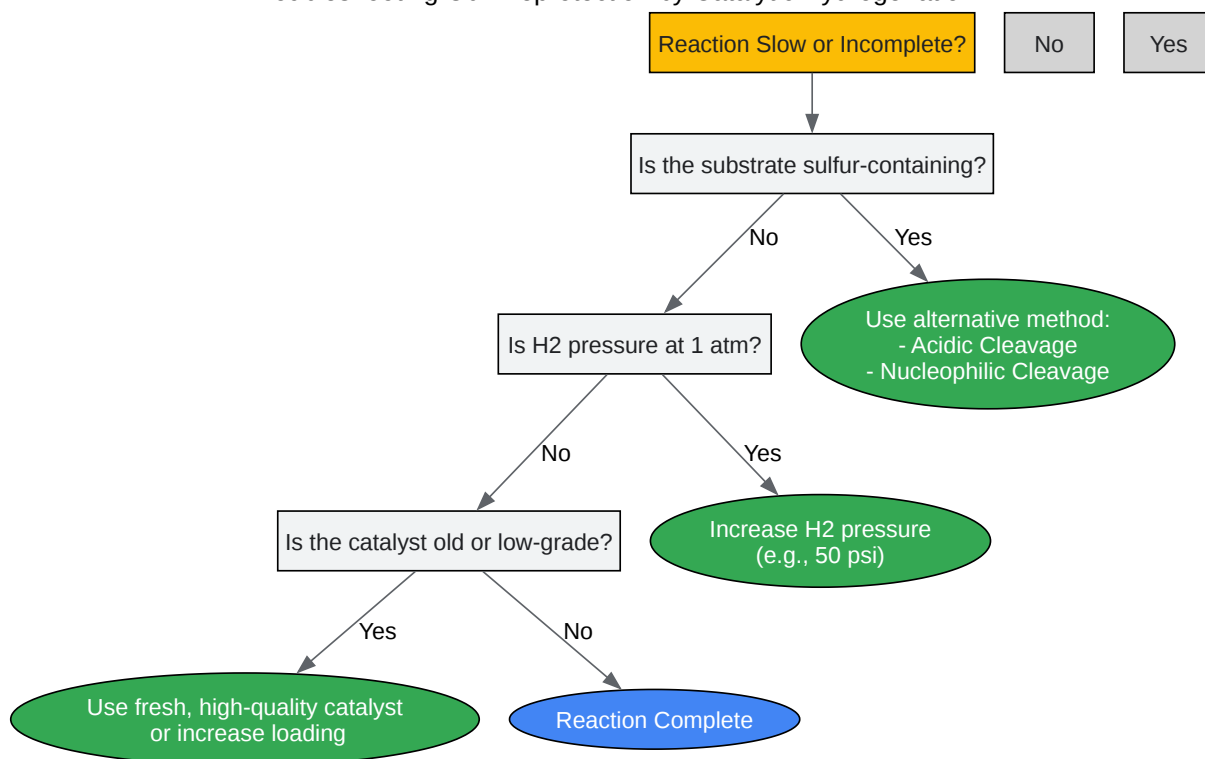 Reaction Slow or Incomplete?
No
Yes
Is the substrate sulfur-containing?
No
Yes
Use alternative method:
- Acidic Cleavage
- Nucleophilic Cleavage
Is H2 pressure at 1 atm?
No
Yes
Increase H2 pressure
(e.g., 50 psi)
Is the catalyst old or low-grade?
Yes
No
Use fresh, high-quality catalyst
or increase loading
Reaction Complete